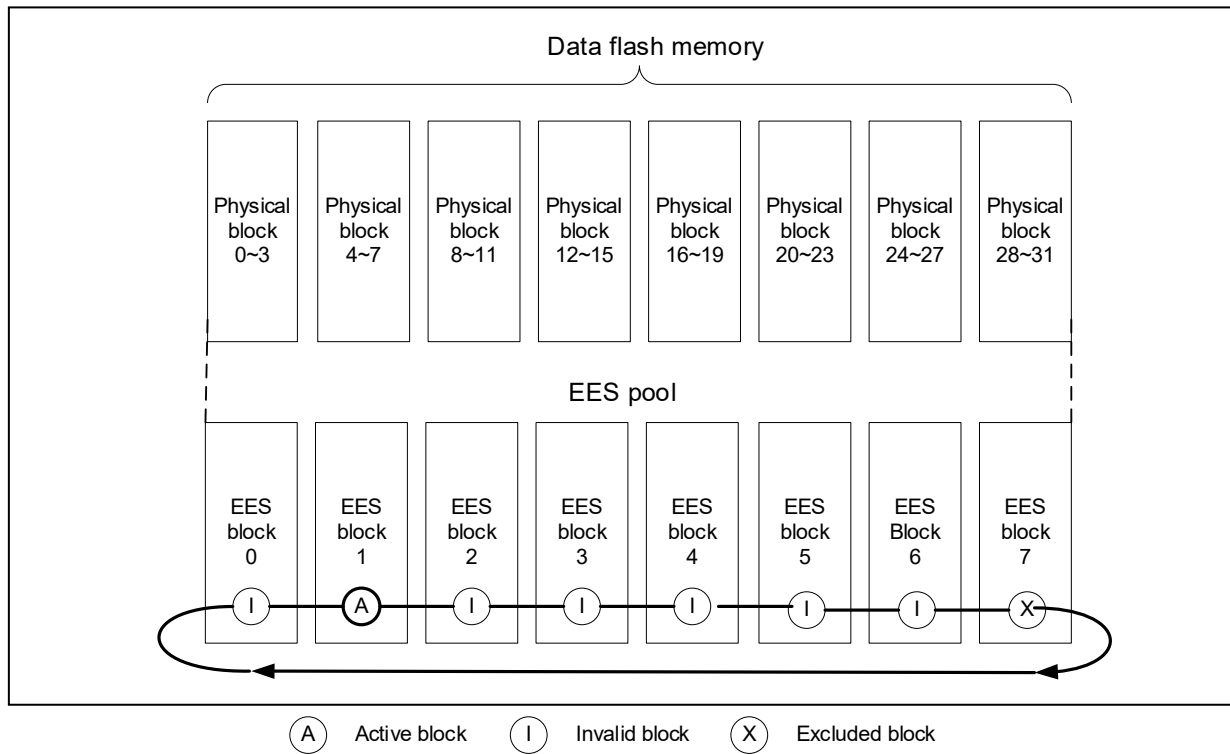 Data flash memory
Physical block 0~3
Physical block 4~7
Physical block 8~11
Physical block 12~15
Physical block 16~19
Physical block 20~23
Physical block 24~27
Physical block 28~31
EES pool
EES block 0
EES block 1
EES block 2
EES block 3
EES block 4
EES block 5
EES Block 6
EES block 7
I A I I I I I X
A Active block I Invalid block X Excluded block